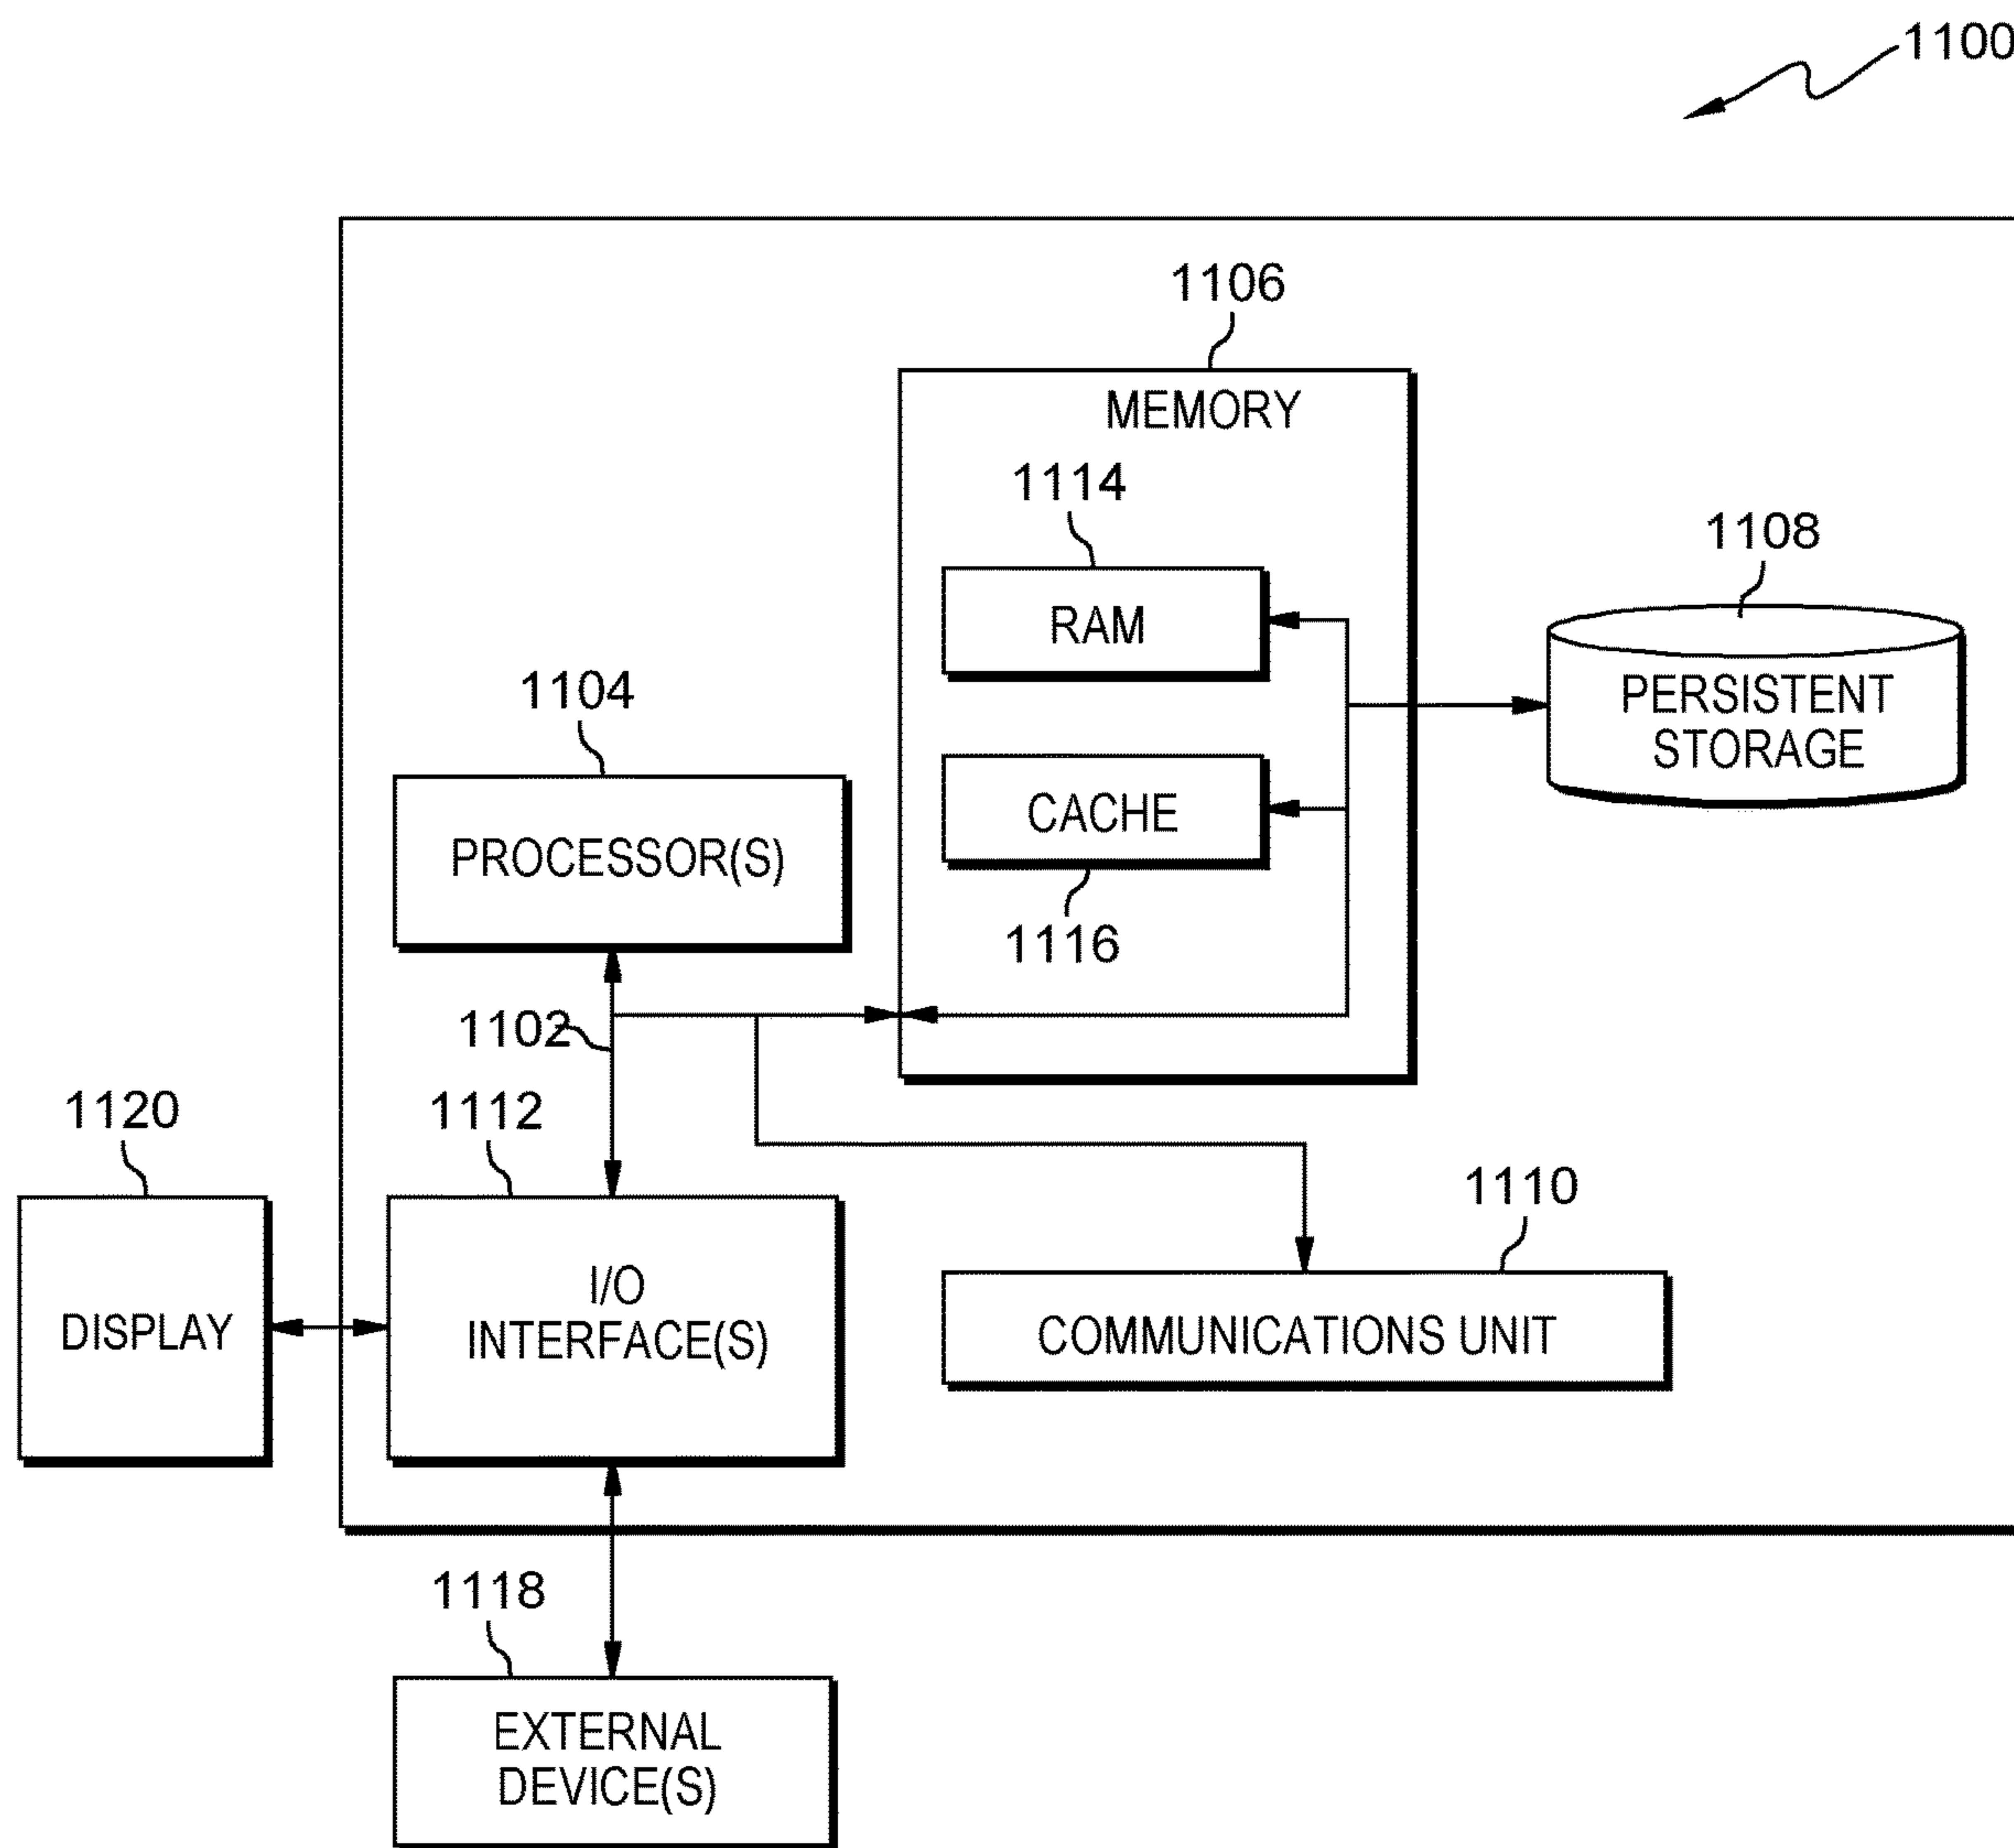 1100
1106
MEMORY
1114
RAM
1108
PERSISTENT
STORAGE
1104
PROCESSOR(S)
CACHE
1116
1102
1120
DISPLAY
1112
I/O
INTERFACE(S)
1110
COMMUNICATIONS UNIT
1118
EXTERNAL
DEVICE(S)